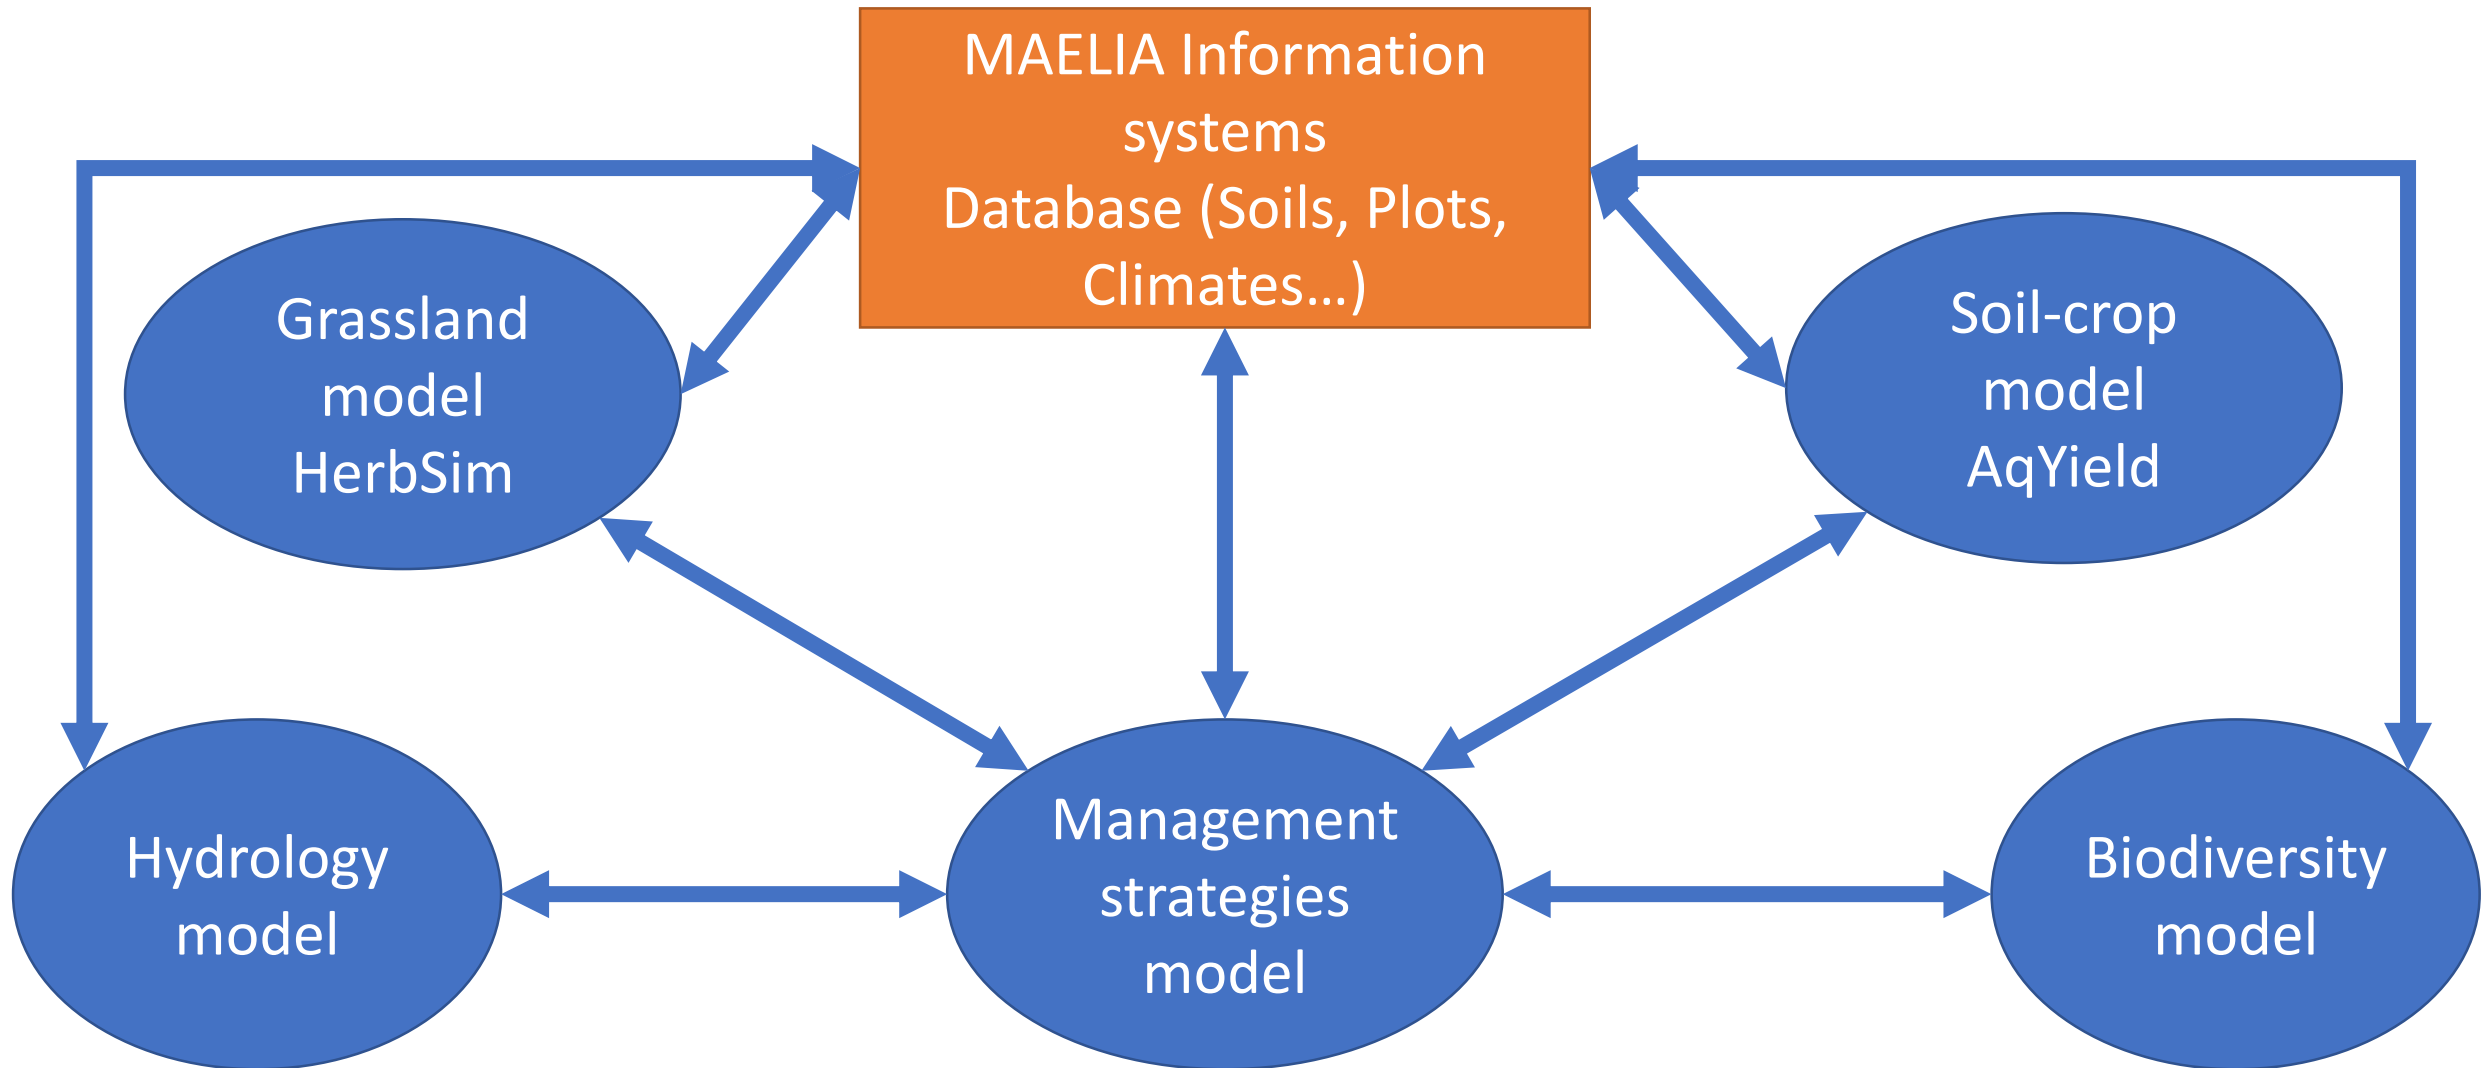 MAELIA Information
systems
Database (Soils, Plots,
Climates...)
Grassland
model
HerbSim
Soil-crop
model
AqYield
Hydrology
model
Management
strategies
model
Biodiversity
model